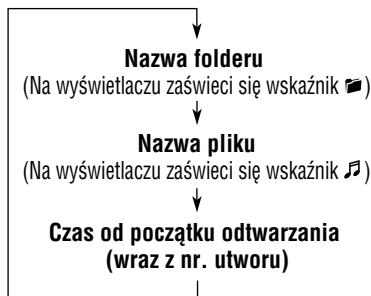 Nazwa folderu
(Na wyświetlaczu zaświeci się wskaźnik 📁)
Nazwa pliku
(Na wyświetlaczu zaświeci się wskaźnik 🎵)
Czas od początku odtwarzania
(wraz z nr. utworu)